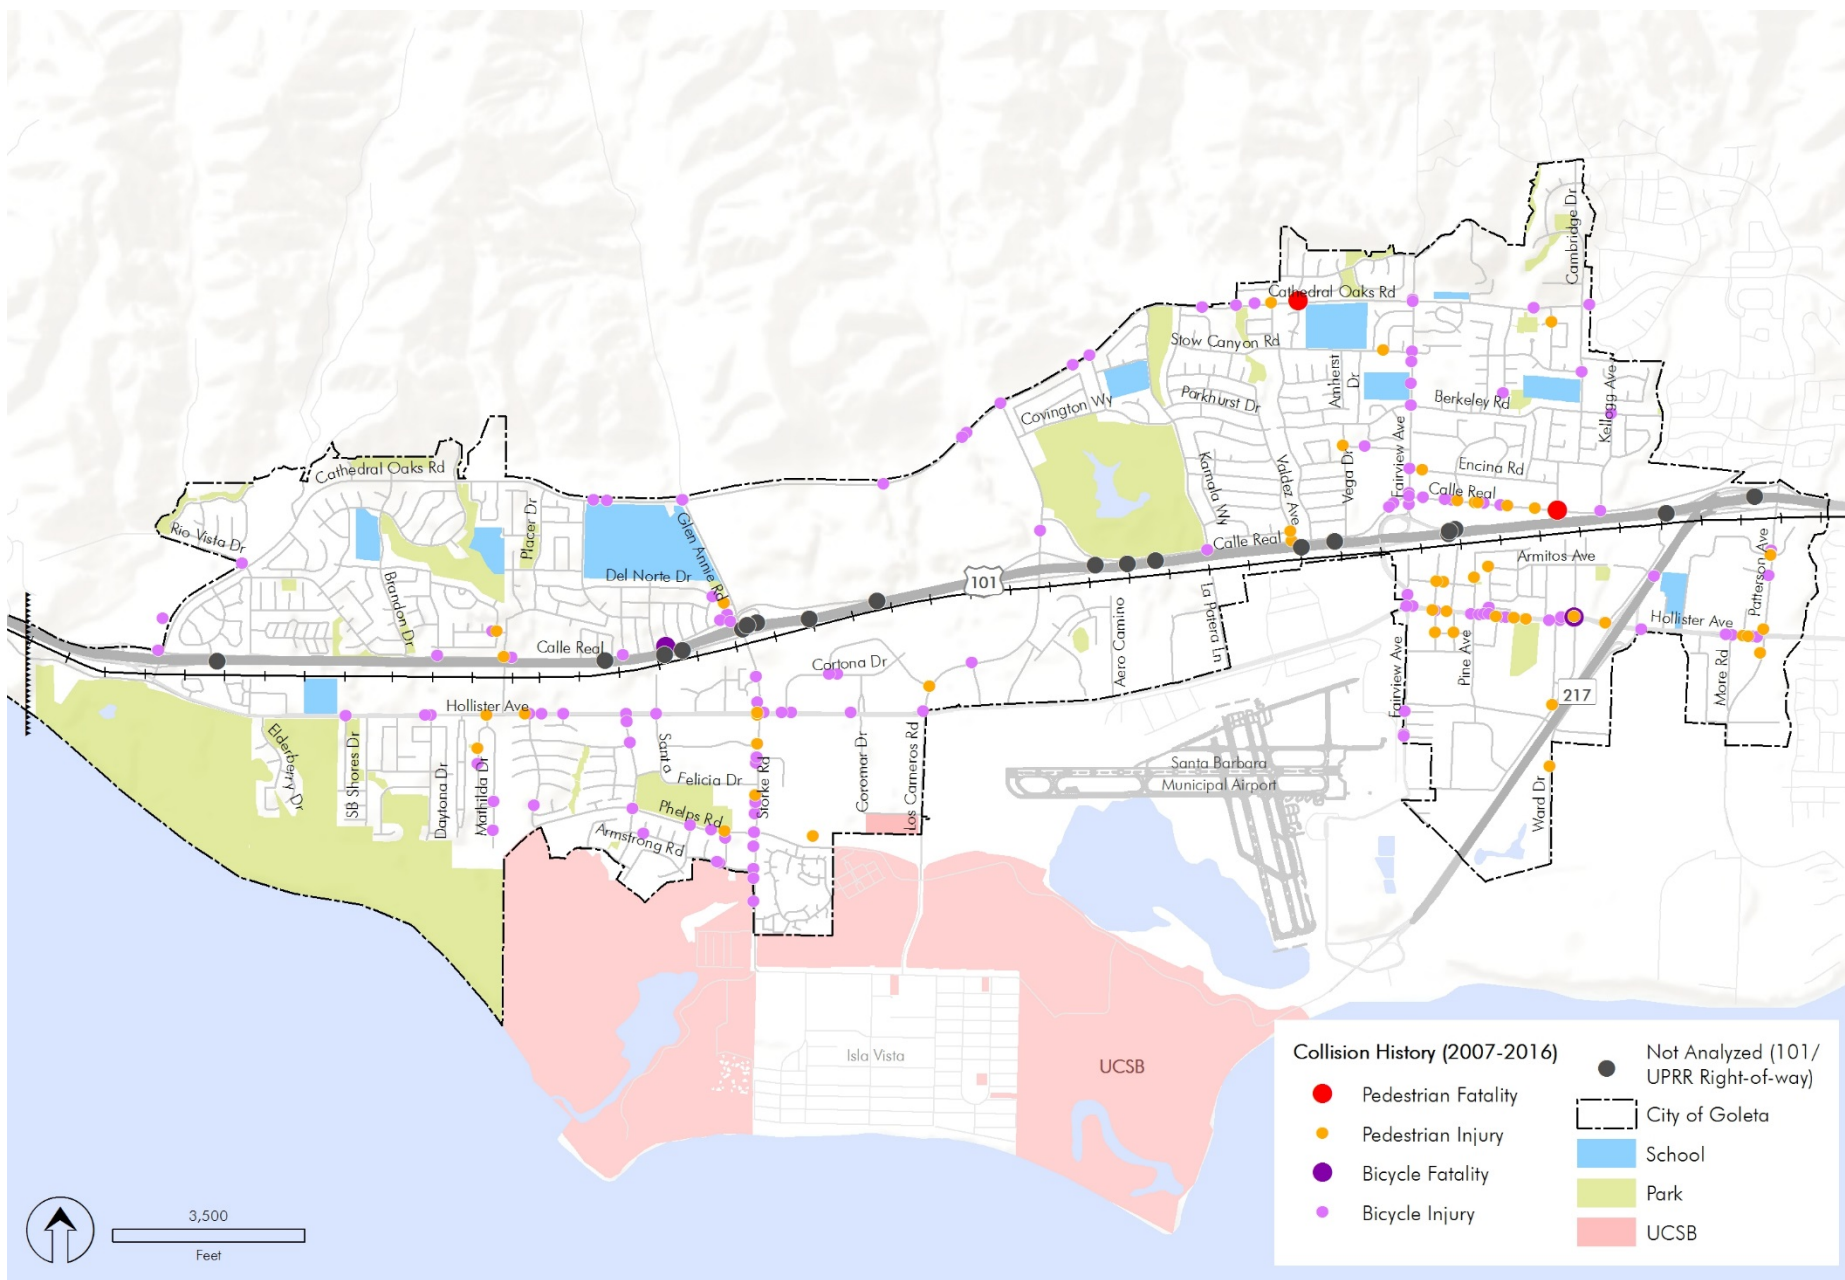 Cambridge Dr
Cathedral Oaks Rd
Stow Canyon Rd
Amherst
Dr
Parkhurst Dr
Berkeley Rd
Kellogg Ave
Covington Wy
Fairview Ave
Cathedral Oaks Rd
Kamala Wy
Valdez Ave
Vega Dr
Encina Rd
Calle Real
Placer Dr
Glen Annie Rd
Rio Vista Dr
Calle Real
Armitos Ave
Patterson Ave
Del Norte Dr
101
Brandon Dr
La Patera Ln
Aero Camino
Hollister Ave
Calle Real
Cortona Dr
Pine Ave
More Rd
Fairview Ave
217
Hollister Ave
Elderberry Dr
SB Shores Dr
Daytona Dr
Mathilda Dr
Santa
Felicia Dr
Storke Rd
Coromar Dr
Los Carneros Rd
Santa Barbara
Municipal Airport
Phelps Rd
Armstrong Rd
Ward Dr
Isla Vista
UCSB
Collision History (2007-2016)
Pedestrian Fatality
Pedestrian Injury
Bicycle Fatality
Bicycle Injury
Not Analyzed (101/
UPRR Right-of-way)
City of Goleta
School
Park
UCSB
3,500
Feet